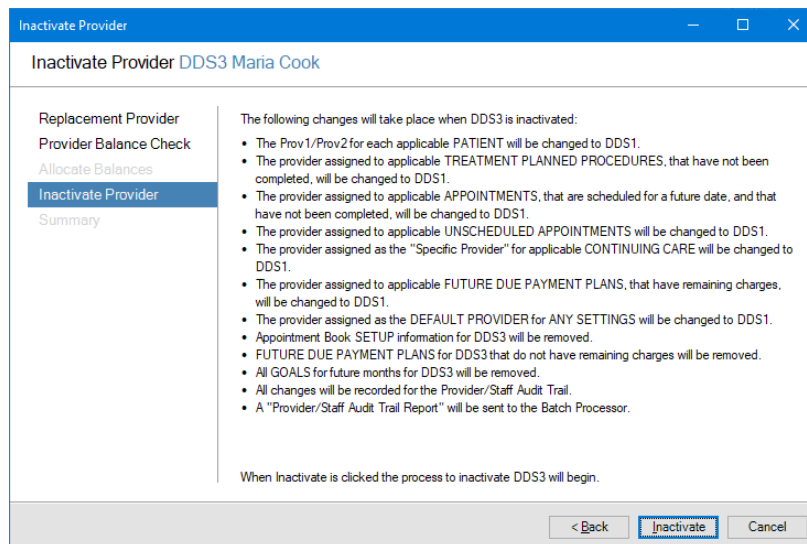 Inactivate Provider
Inactivate Provider DDS3 Maria Cook
Replacement Provider
Provider Balance Check
Allocate Balances
Inactivate Provider
Summary
The following changes will take place when DDS3 is inactivated:
• The Prov1/Prov2 for each applicable PATIENT will be changed to DDS1.
• The provider assigned to applicable TREATMENT PLANNED PROCEDURES, that have not been
completed, will be changed to DDS1.
• The provider assigned to applicable APPOINTMENTS, that are scheduled for a future date, and that
have not been completed, will be changed to DDS1.
• The provider assigned to applicable UNSCHEDULED APPOINTMENTS will be changed to DDS1.
• The provider assigned as the "Specific Provider" for applicable CONTINUING CARE will be changed to
DDS1.
• The provider assigned to applicable FUTURE DUE PAYMENT PLANS, that have remaining charges,
will be changed to DDS1.
• The provider assigned as the DEFAULT PROVIDER for ANY SETTINGS will be changed to DDS1.
• Appointment Book SETUP information for DDS3 will be removed.
• FUTURE DUE PAYMENT PLANS for DDS3 that do not have remaining charges will be removed.
• All GOALS for future months for DDS3 will be removed.
• All changes will be recorded for the Provider/Staff Audit Trail.
• A "Provider/Staff Audit Trail Report" will be sent to the Batch Processor.
When Inactivate is clicked the process to inactivate DDS3 will begin.
< Back
Inactivate
Cancel